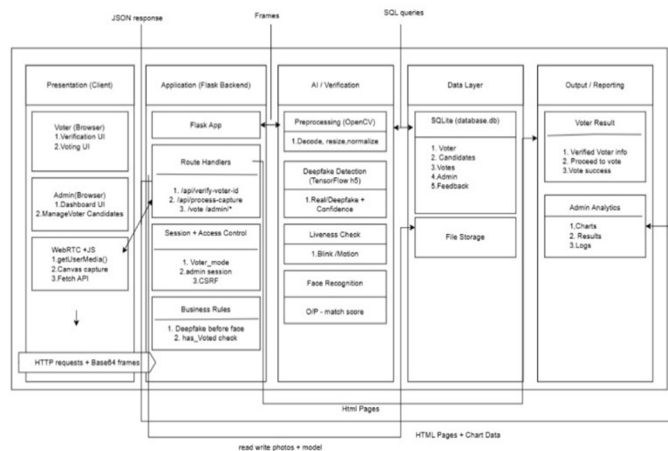 JSON response
Frames
SQL queries
Presentation (Client)
Voter (Browser)
1.Verification UI
2.Voting UI
Admin(Browser)
1.Dashboard UI
2.ManageVoter Candidates
WebRTC +JS
1.getUserMedia()
2.Canvas capture
3.Fetch API
HTTP requests + Base64 frames
Application (Flask Backend)
Flask App
Route Handlers
1. /api/verify-voter-id
2. /api/process-capture
3. /vote /admin/*
Session + Access Control
1. Voter_mode
2.admin session
3.CSRF
Business Rules
1. Deepfake before face
2. has_Voted check
AI / Verification
Preprocessing (OpenCV)
1.Decode, resize,normalize
Deepfake Detection
(TensorFlow h5)
1.Real/Deepfake +
Confidence
Liveness Check
1.Blink /Motion
Face Recognition
O/P - match score
Data Layer
SQLite (database.db)
1. Voter
2. Candidates
3. Votes
4. Admin
5.Feedback
File Storage
Output / Reporting
Voter Result
1. Verified Voter info
2. Proceed to vote
3.Vote success
Admin Analytics
1.Charts
2. Results
3.Logs
Html Pages
HTML Pages + Chart Data
read write photos + model